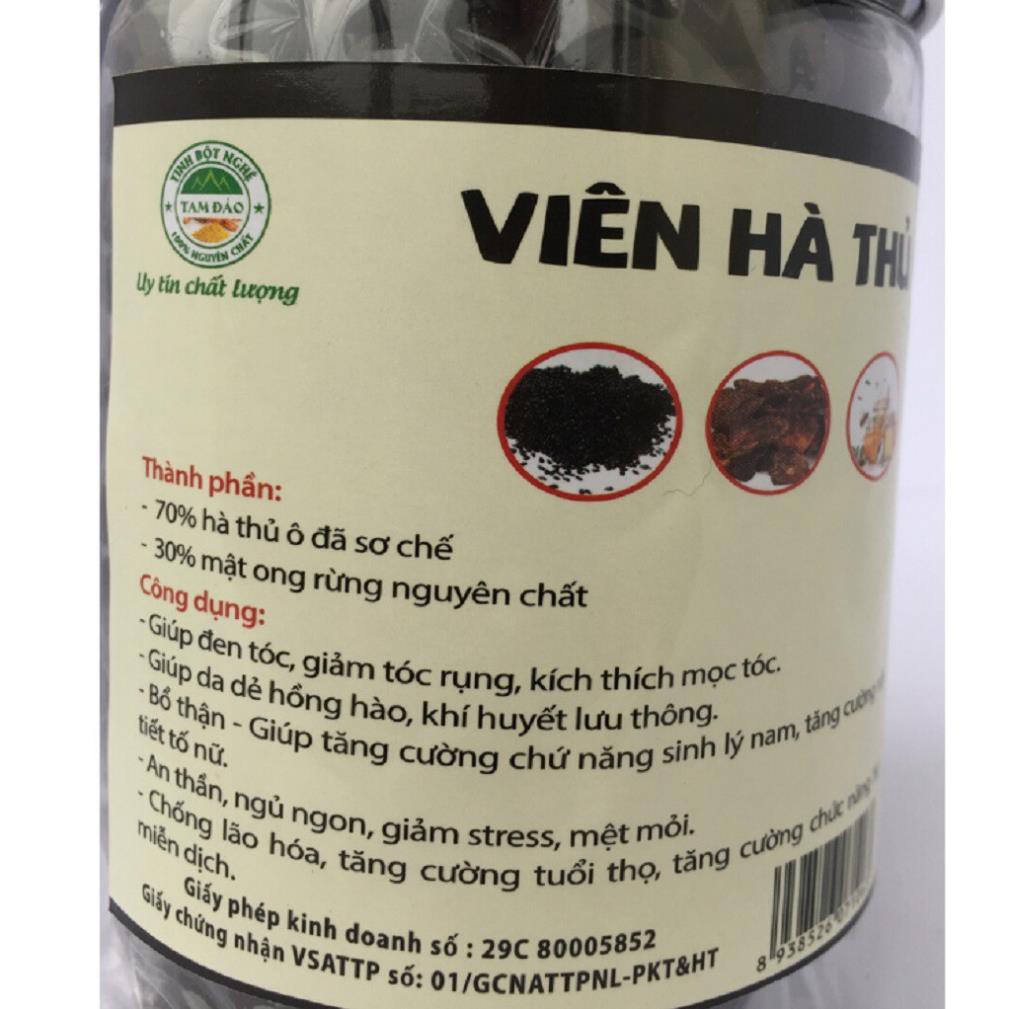 TINH BỘT NGHỆ
TAM ĐẢO
100% NGUYÊN CHẤT
Uy tín chất lượng
VIÊN HÀ THỦ
Thành phần:
- 70% hà thủ ô đã sơ chế
- 30% mật ong rừng nguyên chất
Công dụng:
- Giúp đen tóc, giảm tóc rụng, kích thích mọc tóc.
- Giúp da dẻ hồng hào, khí huyết lưu thông.
- Bổ thận - Giúp tăng cường chứ năng sinh lý nam, tăng cường
tiết tố nữ.
- An thần, ngủ ngon, giảm stress, mệt mỏi.
- Chống lão hóa, tăng cường tuổi thọ, tăng cường chức năng
miễn dịch.
Giấy phép kinh doanh số : 29C 80005852
Giấy chứng nhận VSATTP số: 01/GCNATTPNL-PKT&HT
8 938526